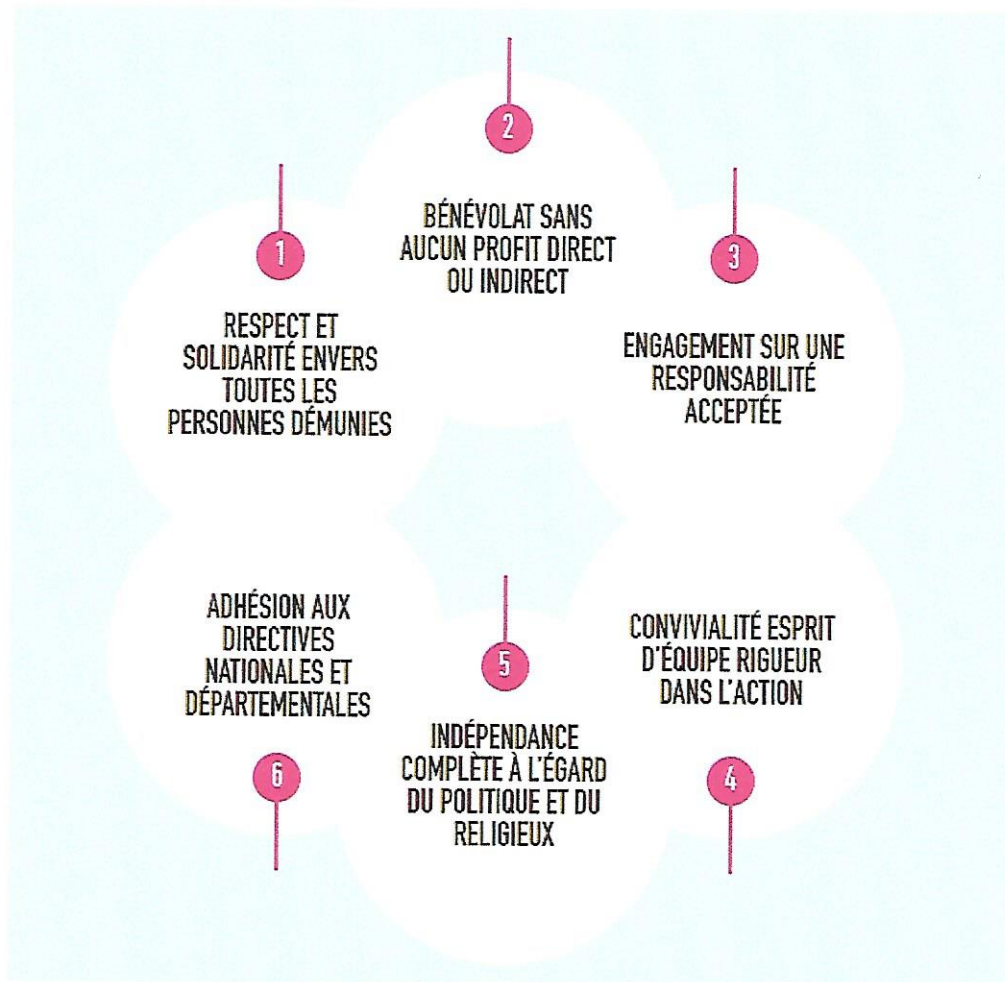 1
RESPECT ET
SOLIDARITÉ ENVERS
TOUTES LES
PERSONNES DÉMUNIES
2
BÉNÉVOLAT SANS
AUCUN PROFIT DIRECT
OU INDIRECT
3
ENGAGEMENT SUR UNE
RESPONSABILITÉ
ACCEPTÉE
CONVIVIALITÉ ESPRIT
D'ÉQUIPE RIGUEUR
DANS L'ACTION
4
5
INDÉPENDANCE
COMPLÈTE À L'ÉGARD
DU POLITIQUE ET DU
RELIGIEUX
ADHÉSION AUX
DIRECTIVES
NATIONALES ET
DÉPARTEMENTALES
6